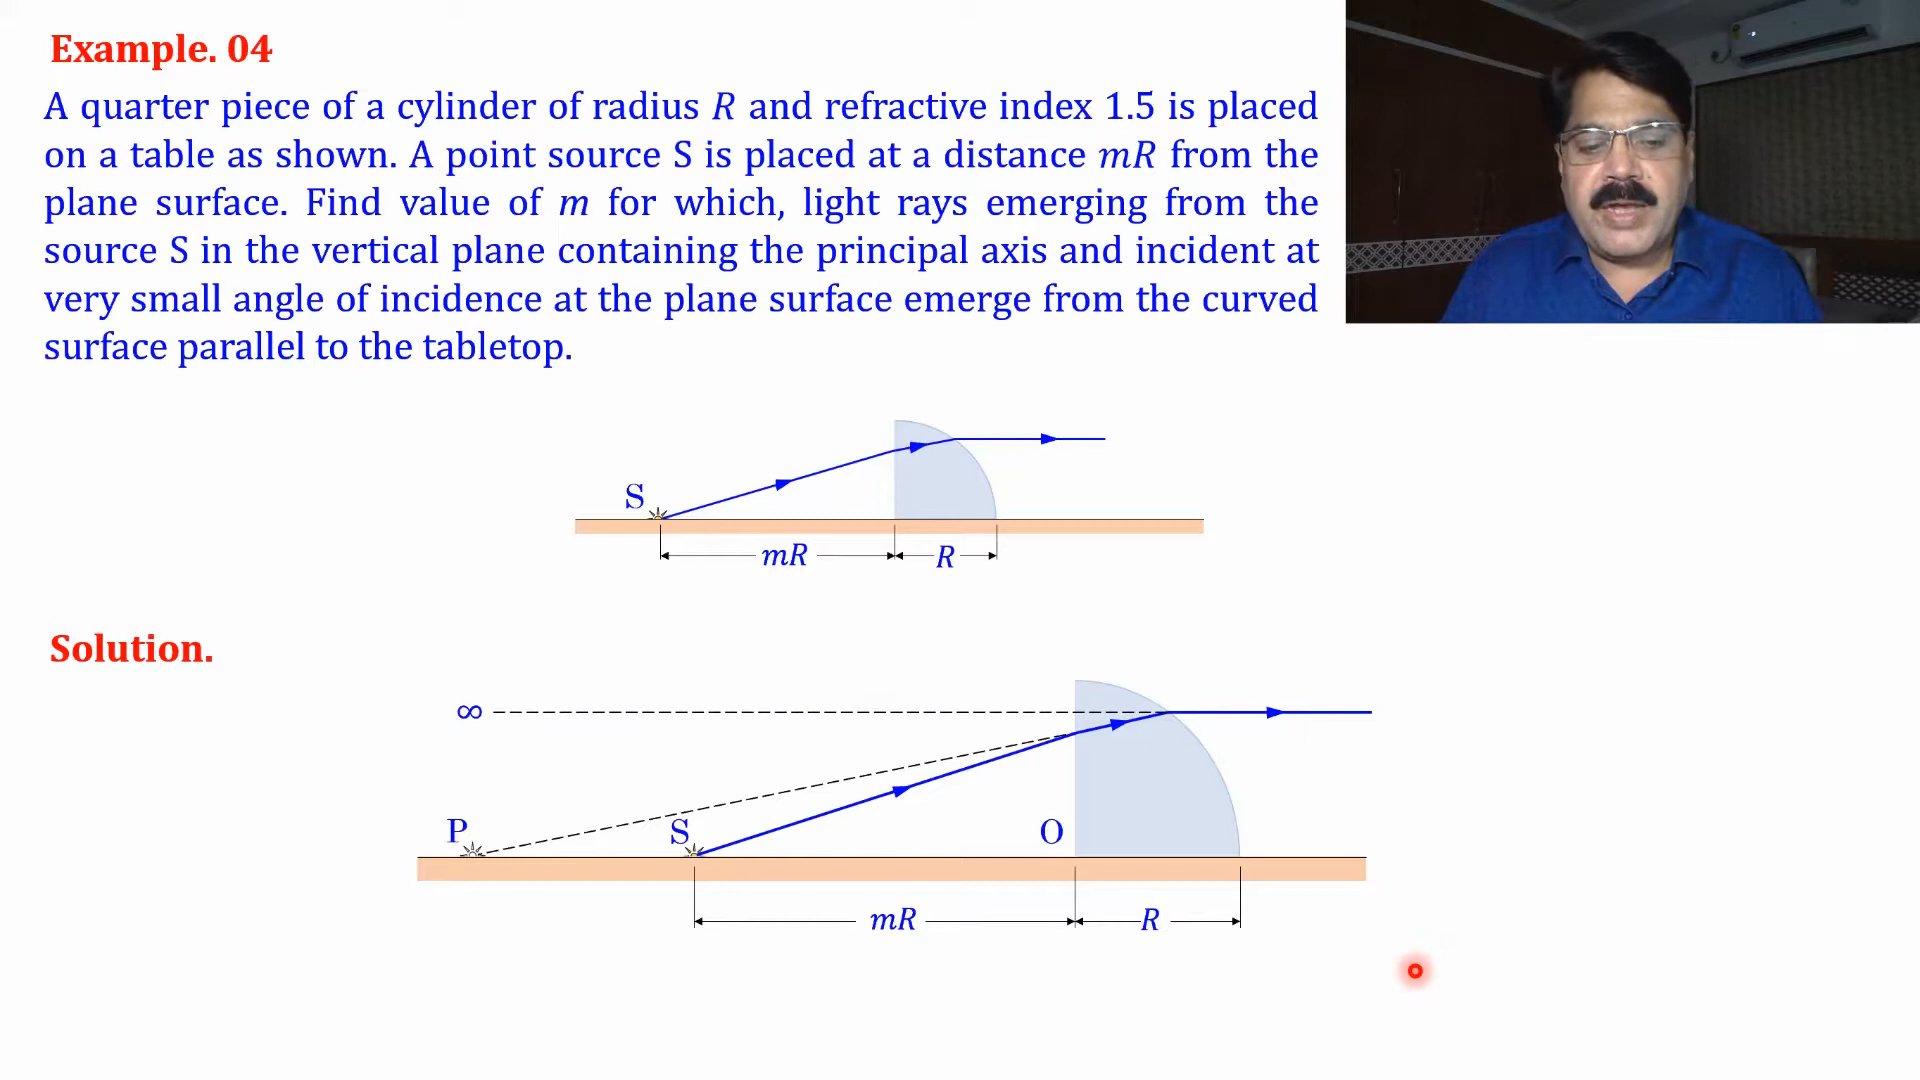 Example. 04
A quarter piece of a cylinder of radius R and refractive index 1.5 is placed
on a table as shown. A point source S is placed at a distance mR from the
plane surface. Find value of m for which, light rays emerging from the
source S in the vertical plane containing the principal axis and incident at
very small angle of incidence at the plane surface emerge from the curved
surface parallel to the tabletop.
S
mR
R
Solution.
∞
P
S
O
mR
R